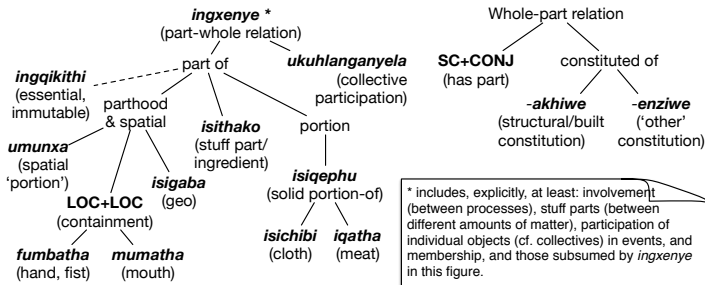 ingxenye *
(part-whole relation)
part of
ukuhlanganyela
(collective
participation)
ingqikithi
(essential,
immutable)
parthood
& spatial
isithako
(stuff part/
ingredient)
portion
umunxa
(spatial
'portion')
LOC+LOC
(containment)
isigaba
(geo)
isiqephu
(solid portion-of)
fumbatha
(hand, fist)
mumatha
(mouth)
isichibi
(cloth)
iqatha
(meat)
Whole-part relation
SC+CONJ
(has part)
constituted of
-akhiwe
(structural/built
constitution)
-enziwe
('other'
constitution)
* includes, explicitly, at least: involvement
(between processes), stuff parts (between
different amounts of matter), participation of
individual objects (cf. collectives) in events, and
membership, and those subsumed by ingxenye
in this figure.